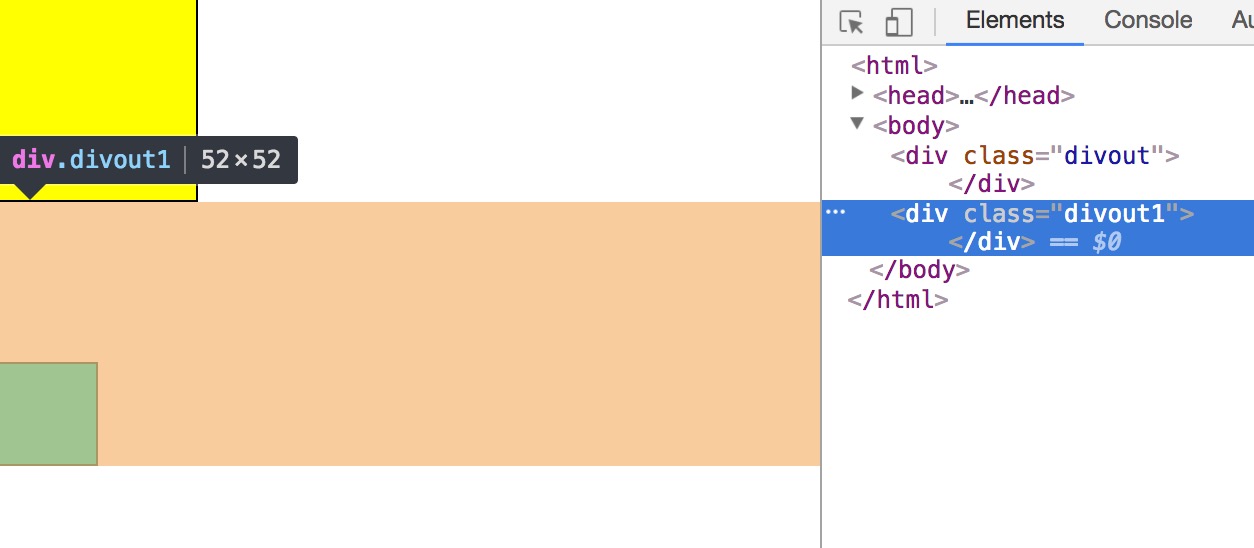 Elements Console Au
<html>
<head>…</head>
<body>
<div class="divout">
</div>
div.divout1 52×52
<div class="divout1">
</div> == $0
</body>
</html>